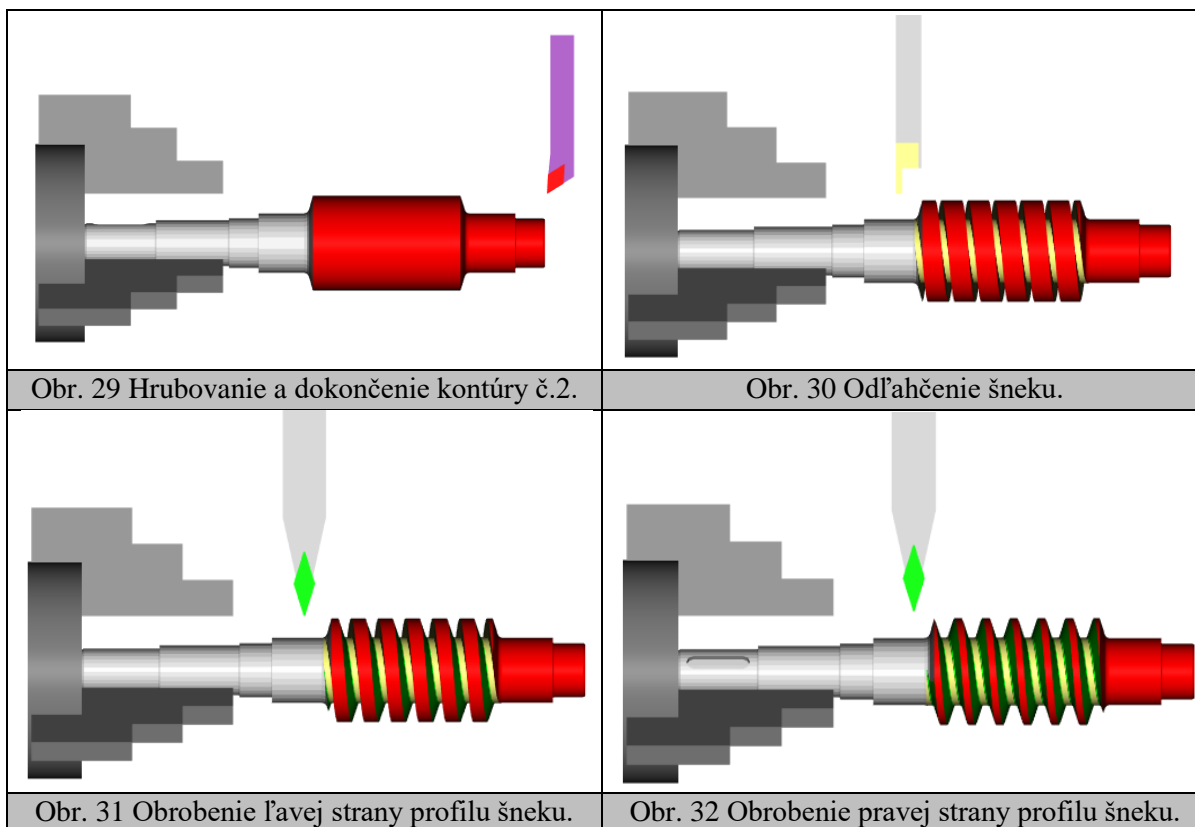 Obr. 29 Hrubovanie a dokončenie kontúry č.2.
Obr. 30 Odľahčenie šneku.
Obr. 31 Obrobenie ľavej strany profilu šneku.
Obr. 32 Obrobenie pravej strany profilu šneku.